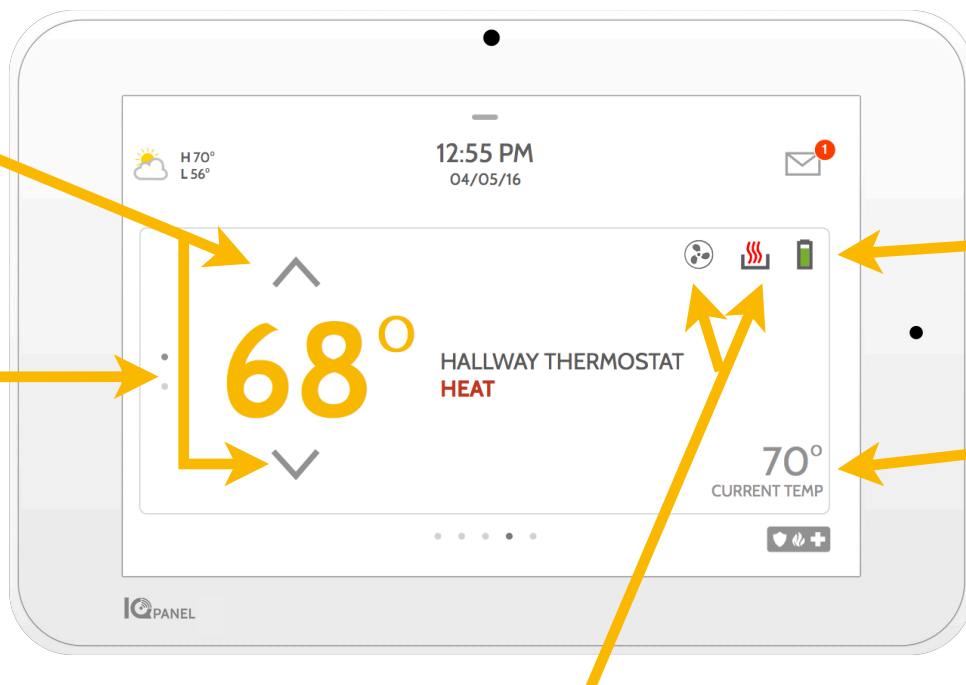 H 70°
L 56°
12:55 PM
04/05/16
1
68°
HALLWAY THERMOSTAT
HEAT
70°
CURRENT TEMP
IQ PANEL